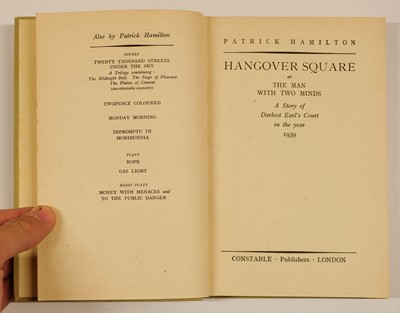 Also by Patrick Hamilton
NOVELS
TWENTY THOUSAND STREETS
UNDER THE SKY
A Trilogy containing:
The Midnight Bell. The Siege of Pleasure.
The Plains of Cement
(also obtainable separately)
TWOPENCE COLOURED
MONDAY MORNING
IMPROMPTU IN
MORIBUNDIA
PLAYS
ROPE
GAS LIGHT
RADIO PLAYS
MONEY WITH MENACES and
TO THE PUBLIC DANGER
PATRICK HAMILTON
HANGOVER SQUARE
or
THE MAN
WITH TWO MINDS
A Story of
Darkest Earl's Court
in the year
1939
CONSTABLE · Publishers · LONDON